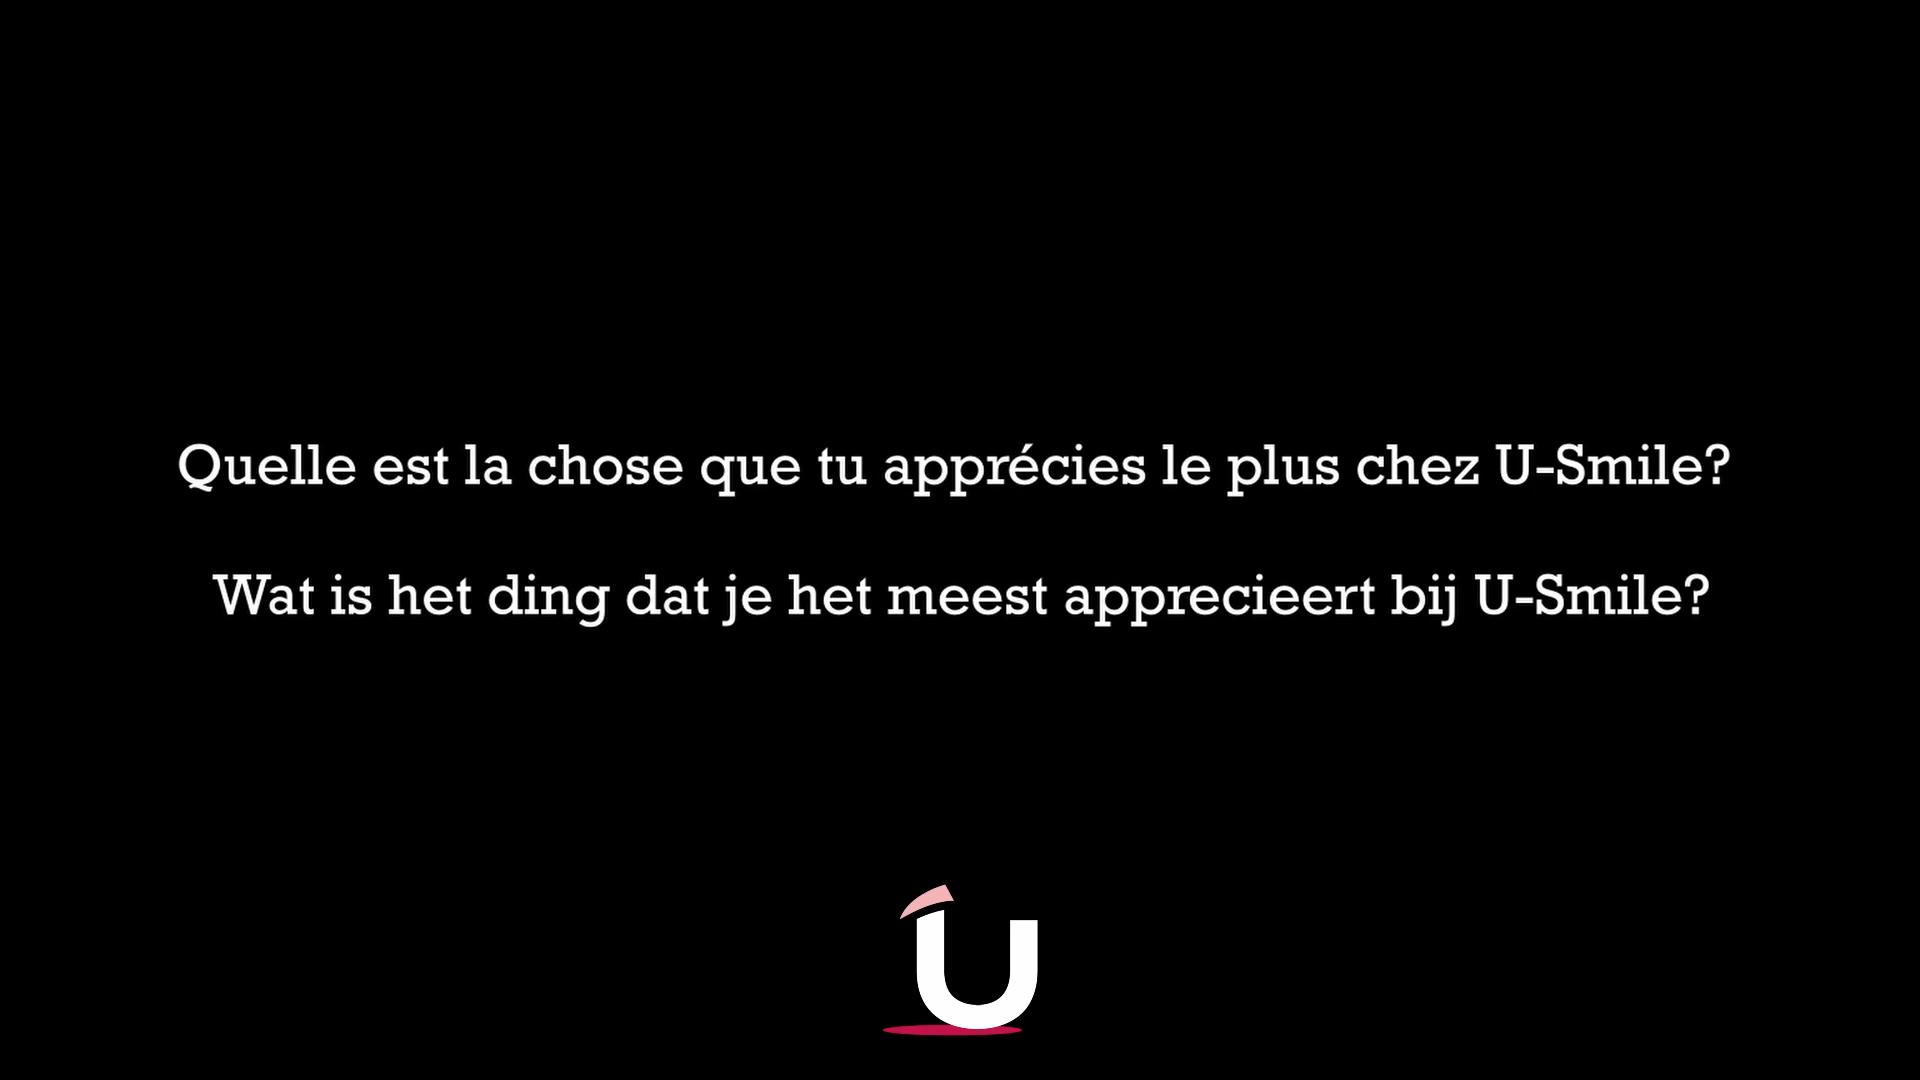 Quelle est la chose que tu apprécies le plus chez U-Smile?
Wat is het ding dat je het meest apprecieert bij U-Smile?
U